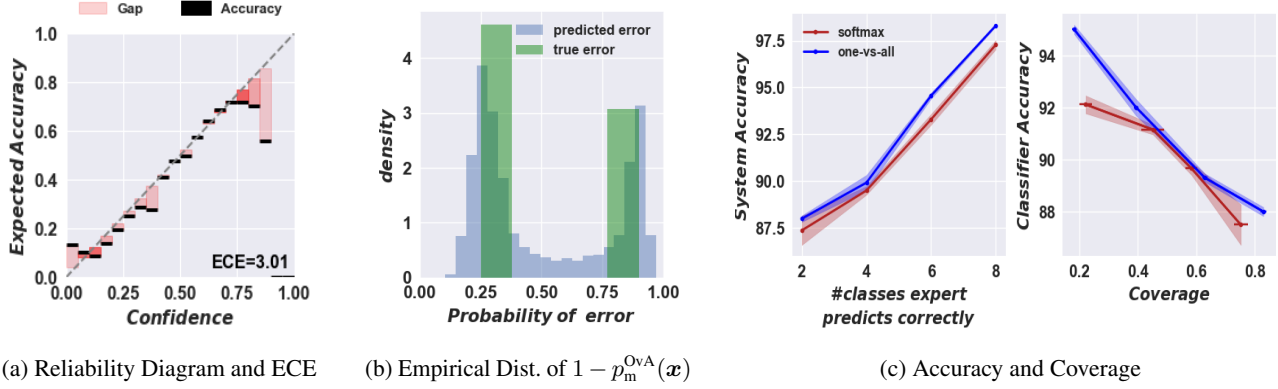 Gap Accuracy
1.0
0.8
0.6
0.4
0.2
0.0
Expected Accuracy
ECE=3.01
0.00 0.25 0.50 0.75 1.00
Confidence
(a) Reliability Diagram and ECE
predicted error
true error
4
3
2
1
0
density
0.00 0.25 0.50 0.75 1.00
Probability of error
(b) Empirical Dist. of 1 − p_m^OvA(x)
softmax
one-vs-all
97.5
95.0
92.5
90.0
87.5
System Accuracy
2 4 6 8
#classes expert
predicts correctly
94
92
90
88
Classifier Accuracy
0.2 0.4 0.6 0.8
Coverage
(c) Accuracy and Coverage